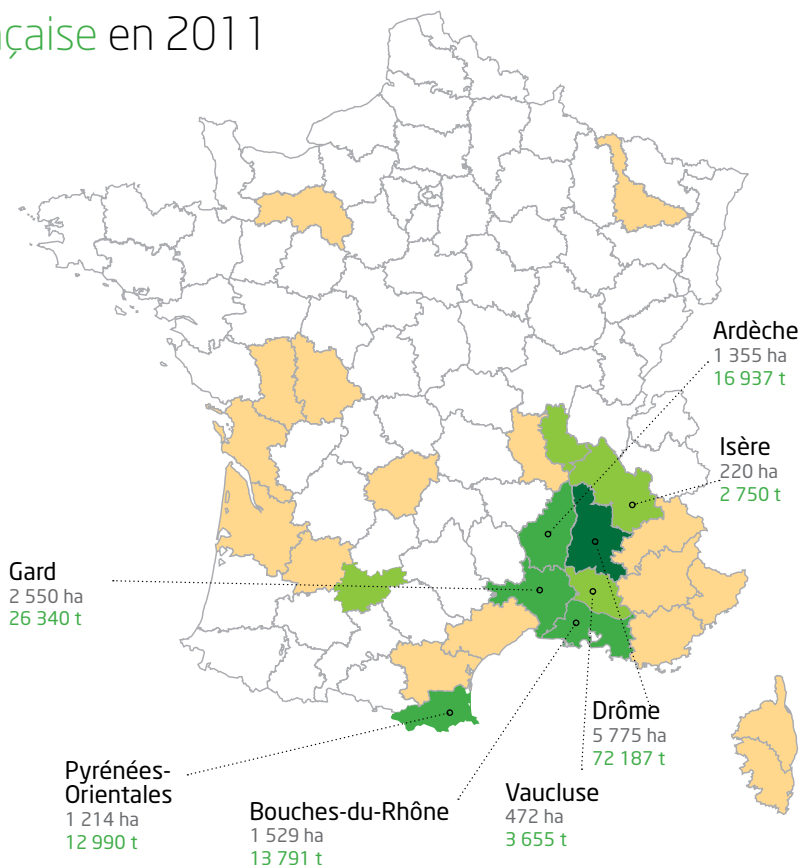 çaise en 2011
Ardèche
1 355 ha
16 937 t
Isère
220 ha
2 750 t
Gard
2 550 ha
26 340 t
Drôme
5 775 ha
72 187 t
Pyrénées-
Orientales
1 214 ha
12 990 t
Bouches-du-Rhône
1 529 ha
13 791 t
Vaucluse
472 ha
3 655 t